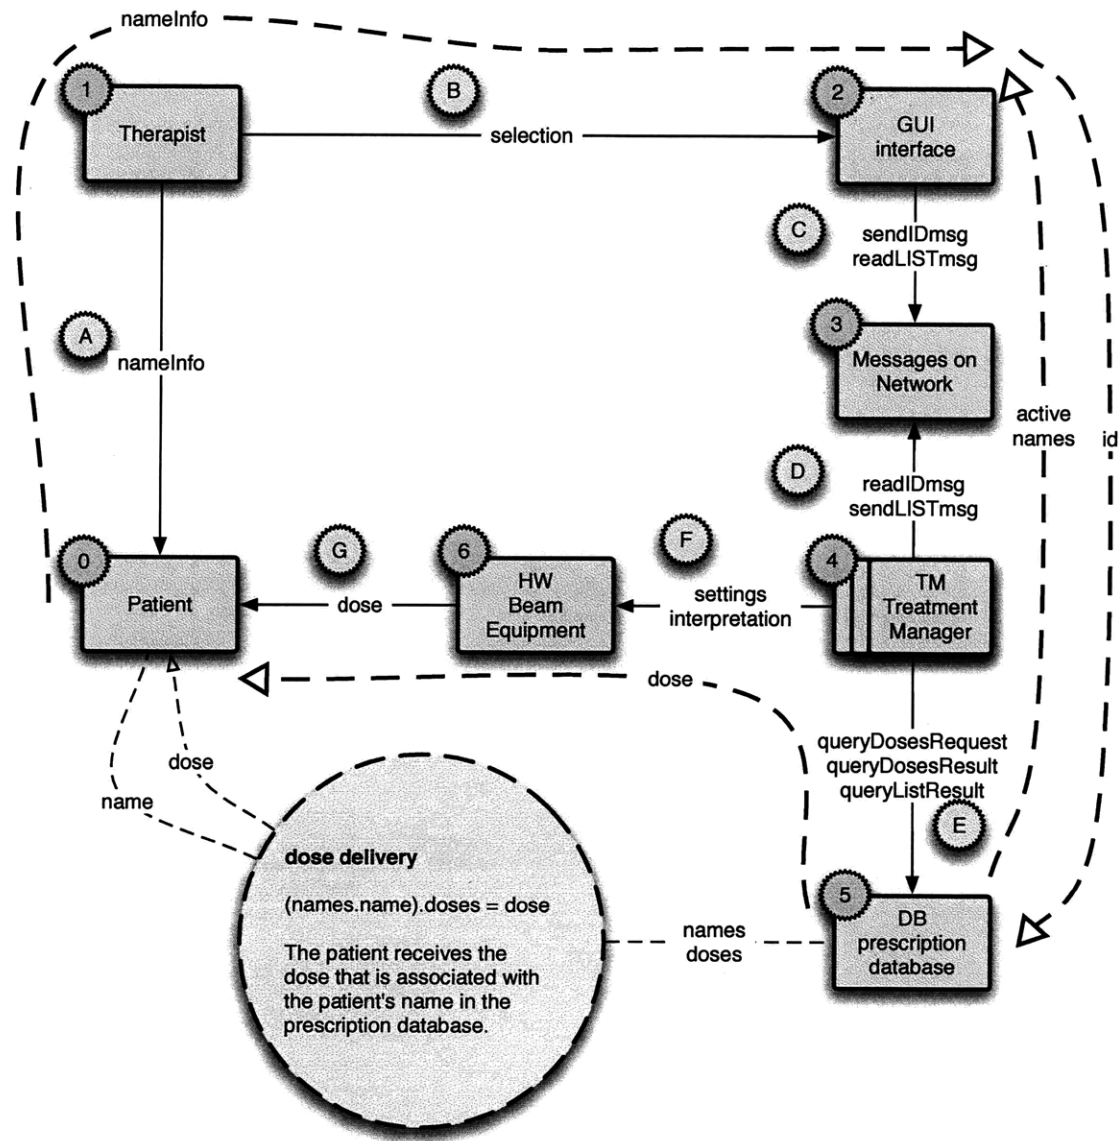 nameInfo
1
Therapist
B
selection
2
GUI
interface
C
sendIDmsg
readLISTmsg
A
nameInfo
3
Messages on
Network
active
names
id
D
readIDmsg
sendLISTmsg
0
Patient
G
dose
6
HW
Beam
Equipment
F
settings
interpretation
4
TM
Treatment
Manager
dose
queryDosesRequest
queryDosesResult
queryListResult
E
dose
name
dose delivery
(names.name).doses = dose
The patient receives the
dose that is associated with
the patient's name in the
prescription database.
names
doses
5
DB
prescription
database